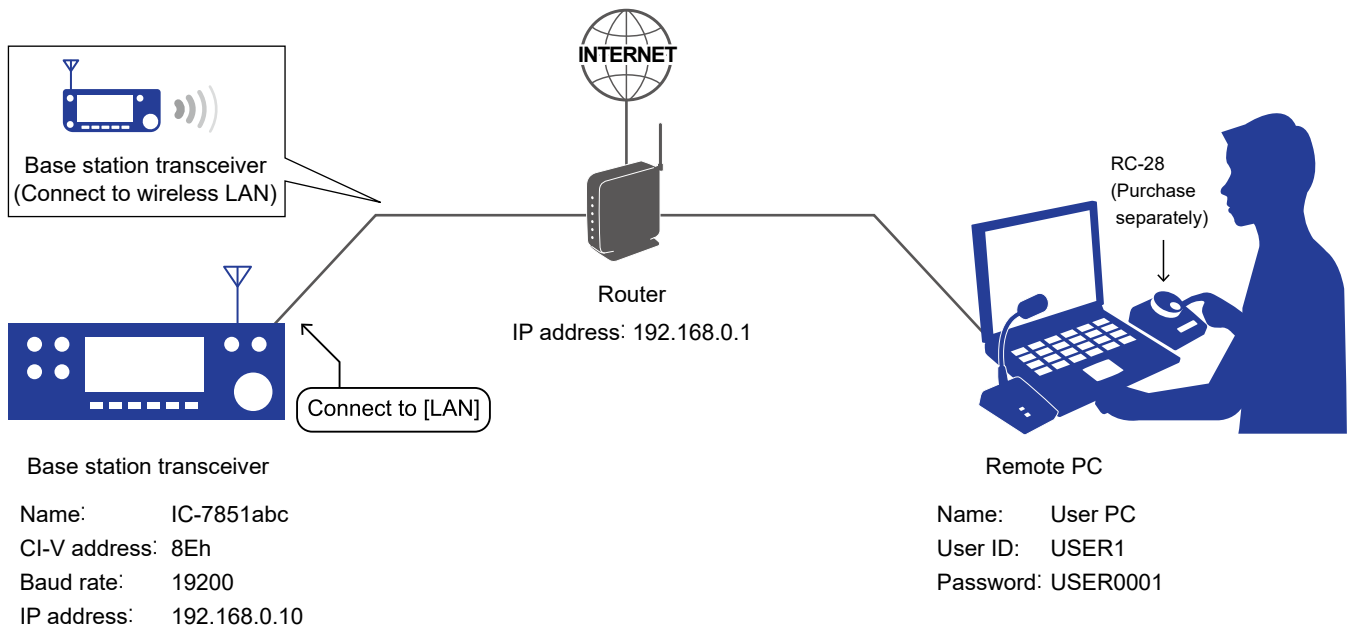 INTERNET
Base station transceiver
(Connect to wireless LAN)
RC-28
(Purchase
separately)
Router
IP address: 192.168.0.1
Connect to [LAN]
Base station transceiver
Name: IC-7851abc
CI-V address: 8Eh
Baud rate: 19200
IP address: 192.168.0.10
Remote PC
Name: User PC
User ID: USER1
Password: USER0001